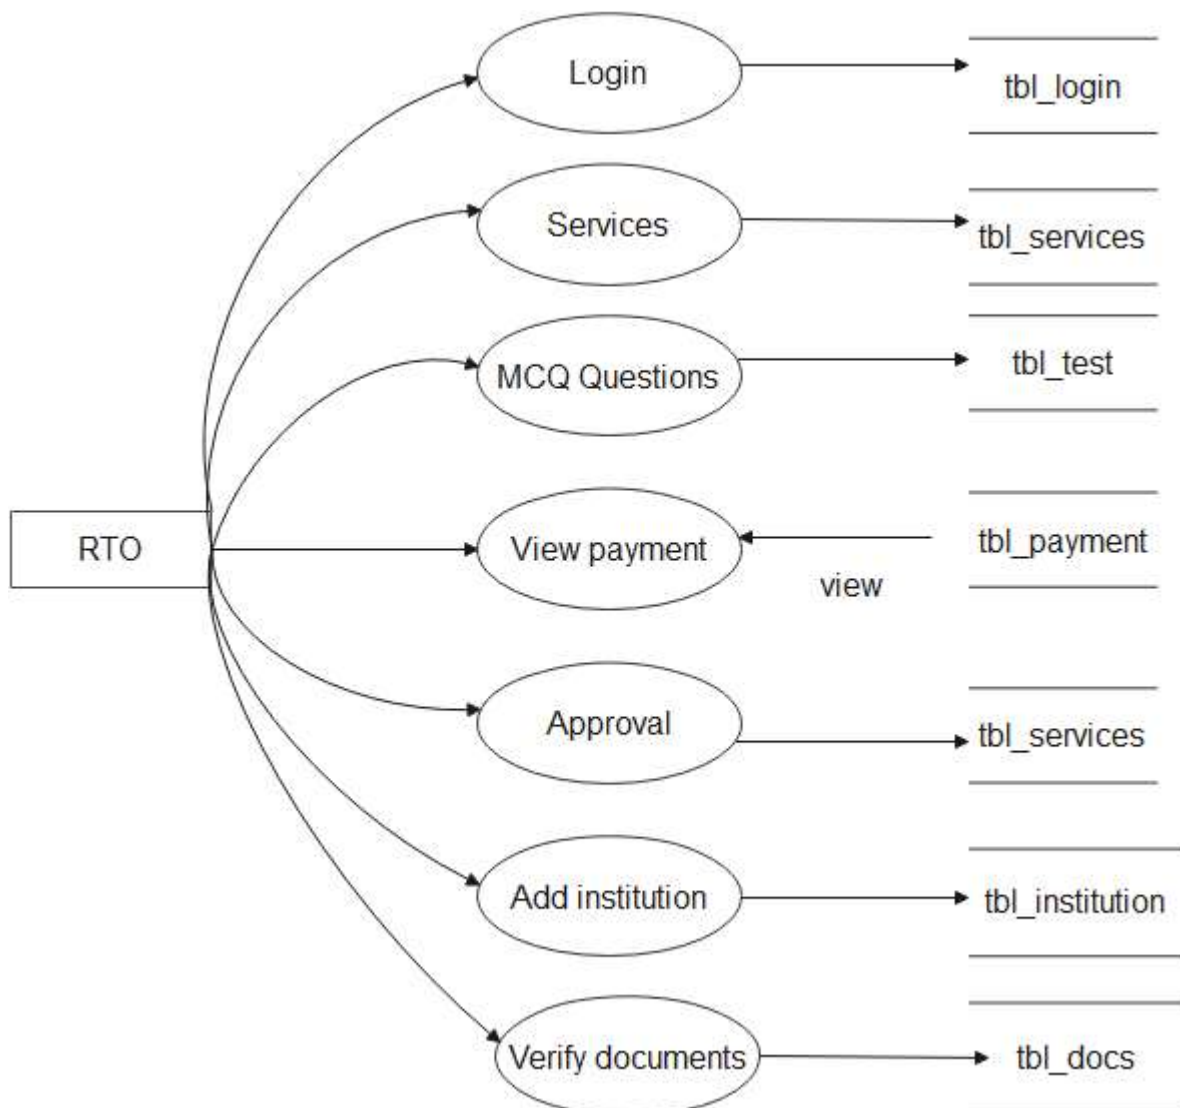 Login
tbl_login
Services
tbl_services
MCQ Questions
tbl_test
RTO
View payment
tbl_payment
view
Approval
tbl_services
Add institution
tbl_institution
Verify documents
tbl_docs